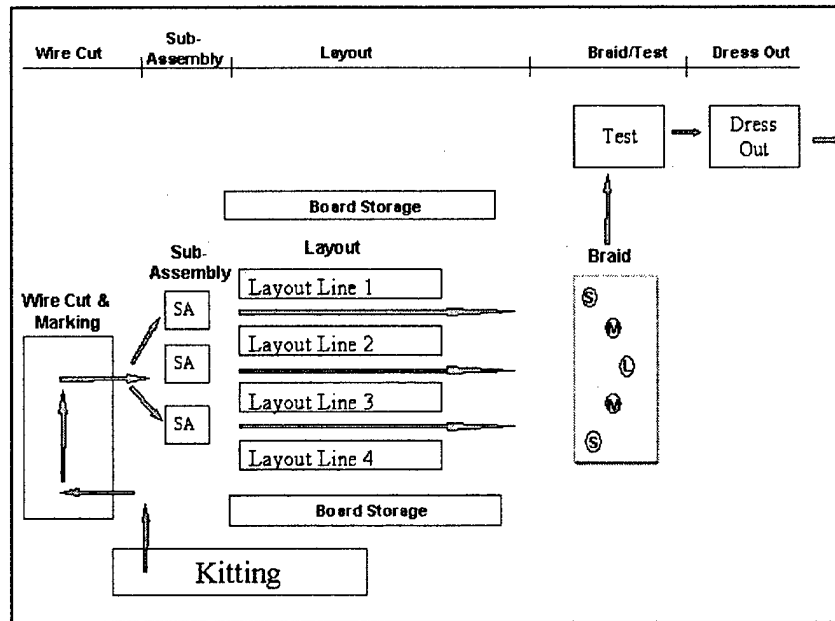 Wire Cut
Sub-
Assembly
Layout
Braid/Test
Dress Out
Test
Dress
Out
Board Storage
Layout
Braid
Sub-
Assembly
Wire Cut &
Marking
SA
SA
SA
Layout Line 1
Layout Line 2
Layout Line 3
Layout Line 4
S
M
L
M
S
Board Storage
Kitting